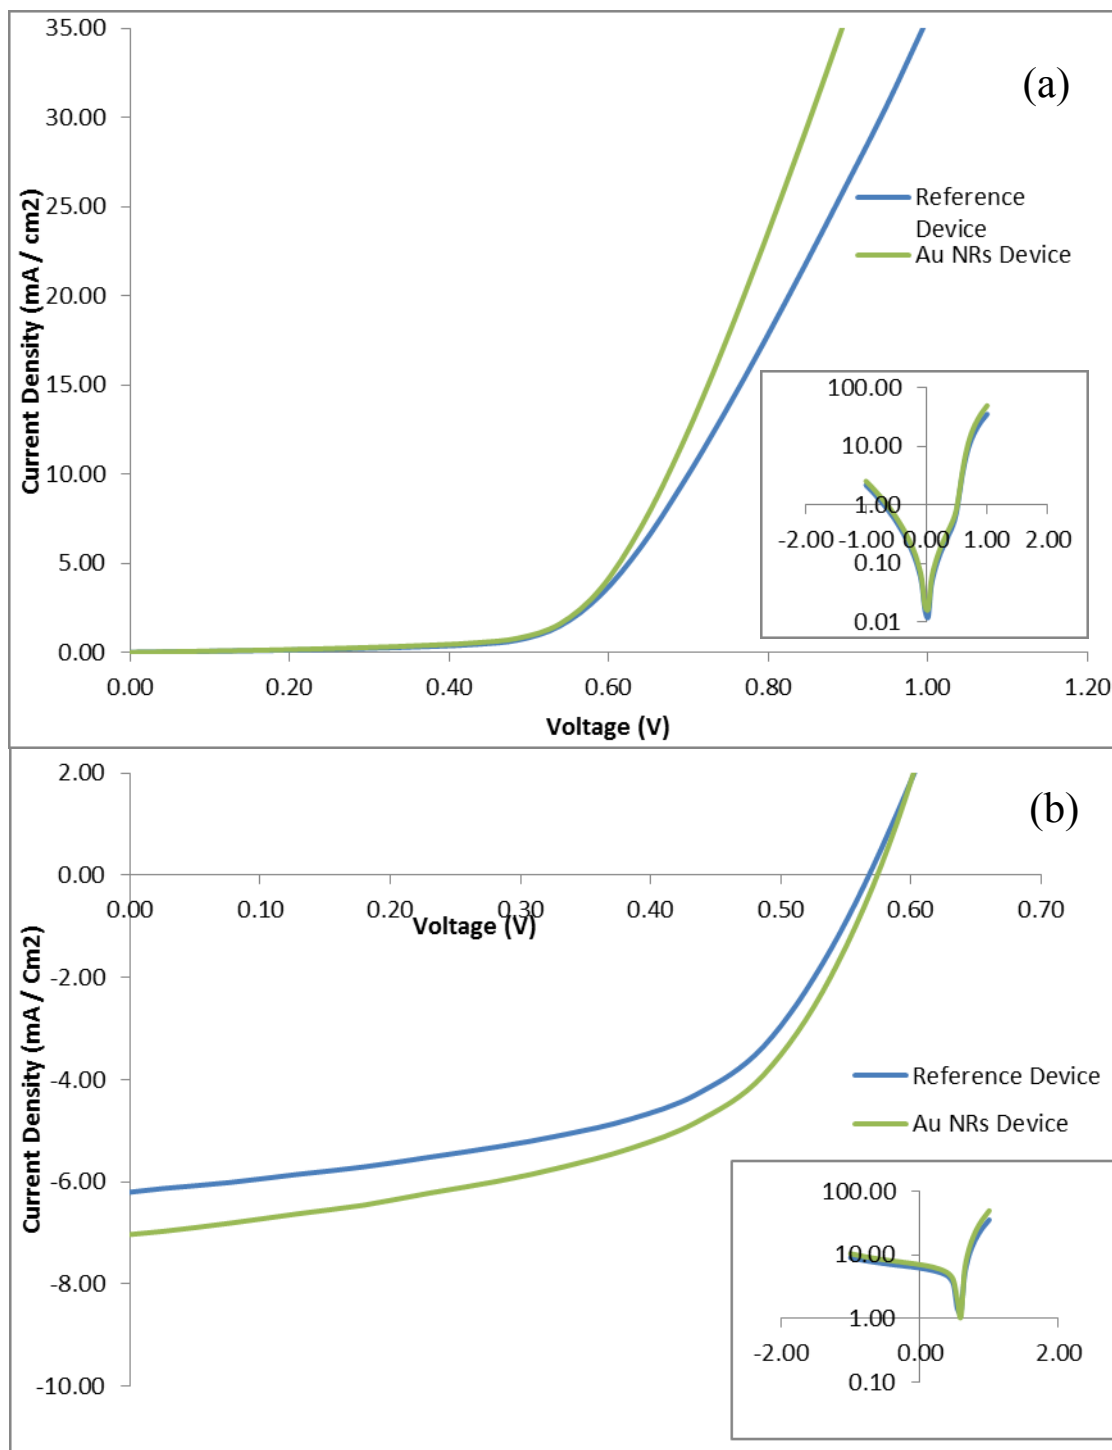 35.00
30.00
25.00
20.00
15.00
10.00
5.00
0.00
0.00 0.20 0.40 0.60 0.80 1.00 1.20
Current Density (mA / cm2)
Voltage (V)
(a)
Reference
Device
Au NRs Device
100.00
10.00
1.00
0.10
0.01
-2.00 -1.00 0.00 1.00 2.00
2.00
0.00
-2.00
-4.00
-6.00
-8.00
-10.00
0.00 0.10 0.20 0.30 0.40 0.50 0.60 0.70
Current Density (mA / Cm2)
Voltage (V)
(b)
Reference Device
Au NRs Device
100.00
10.00
1.00
0.10
-2.00 0.00 2.00